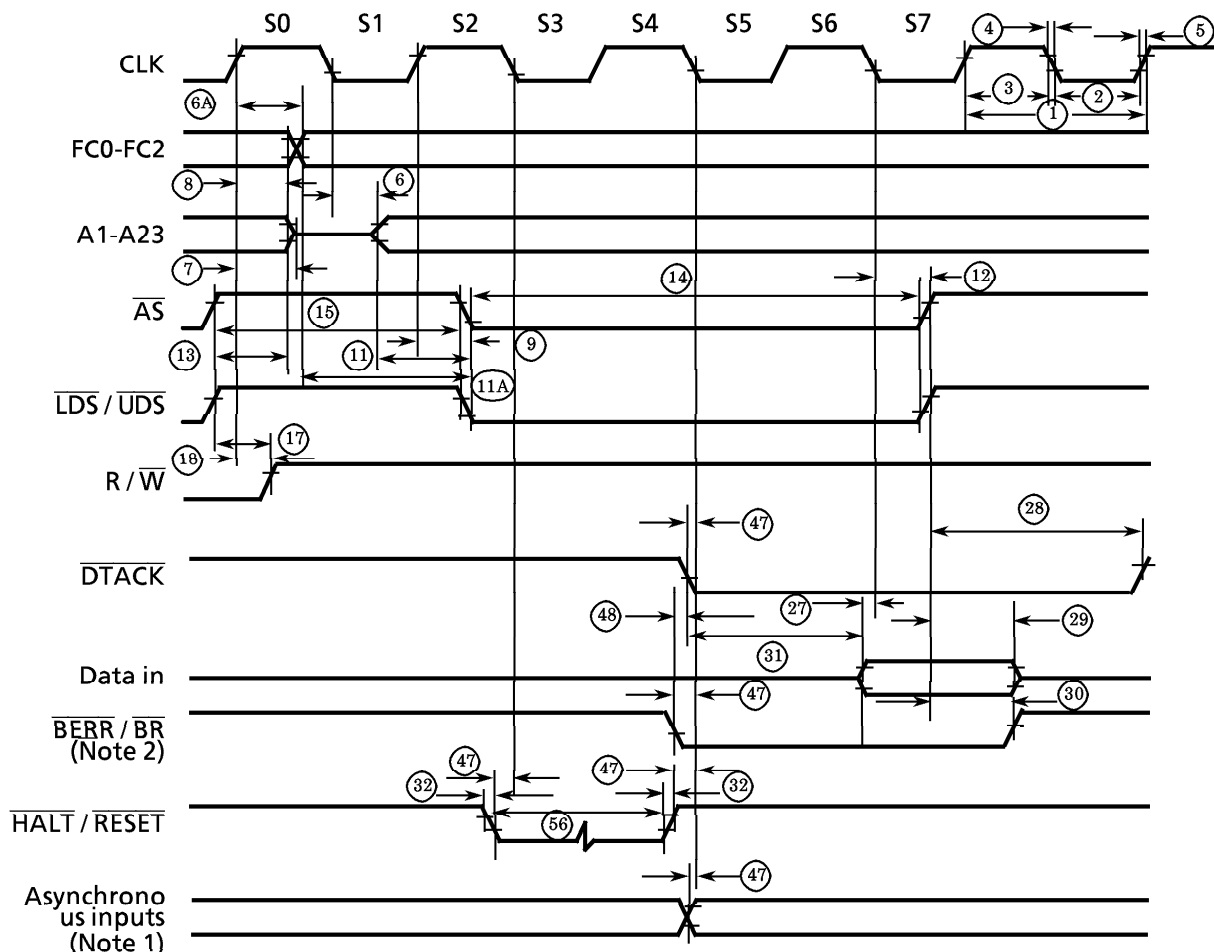 S0 S1 S2 S3 S4 S5 S6 S7
4 5
CLK
6A 3 2
1
FC0-FC2
8 6
A1-A23
7 14 12
AS
15
13 11 9
11A
LDS / UDS
17
18
R / W
28
47
DTACK
27
48 29
31
Data in
47 30
BERR / BR
(Note 2)
47 47
32 32
HALT / RESET
56
47
Asynchrono
us inputs
(Note 1)